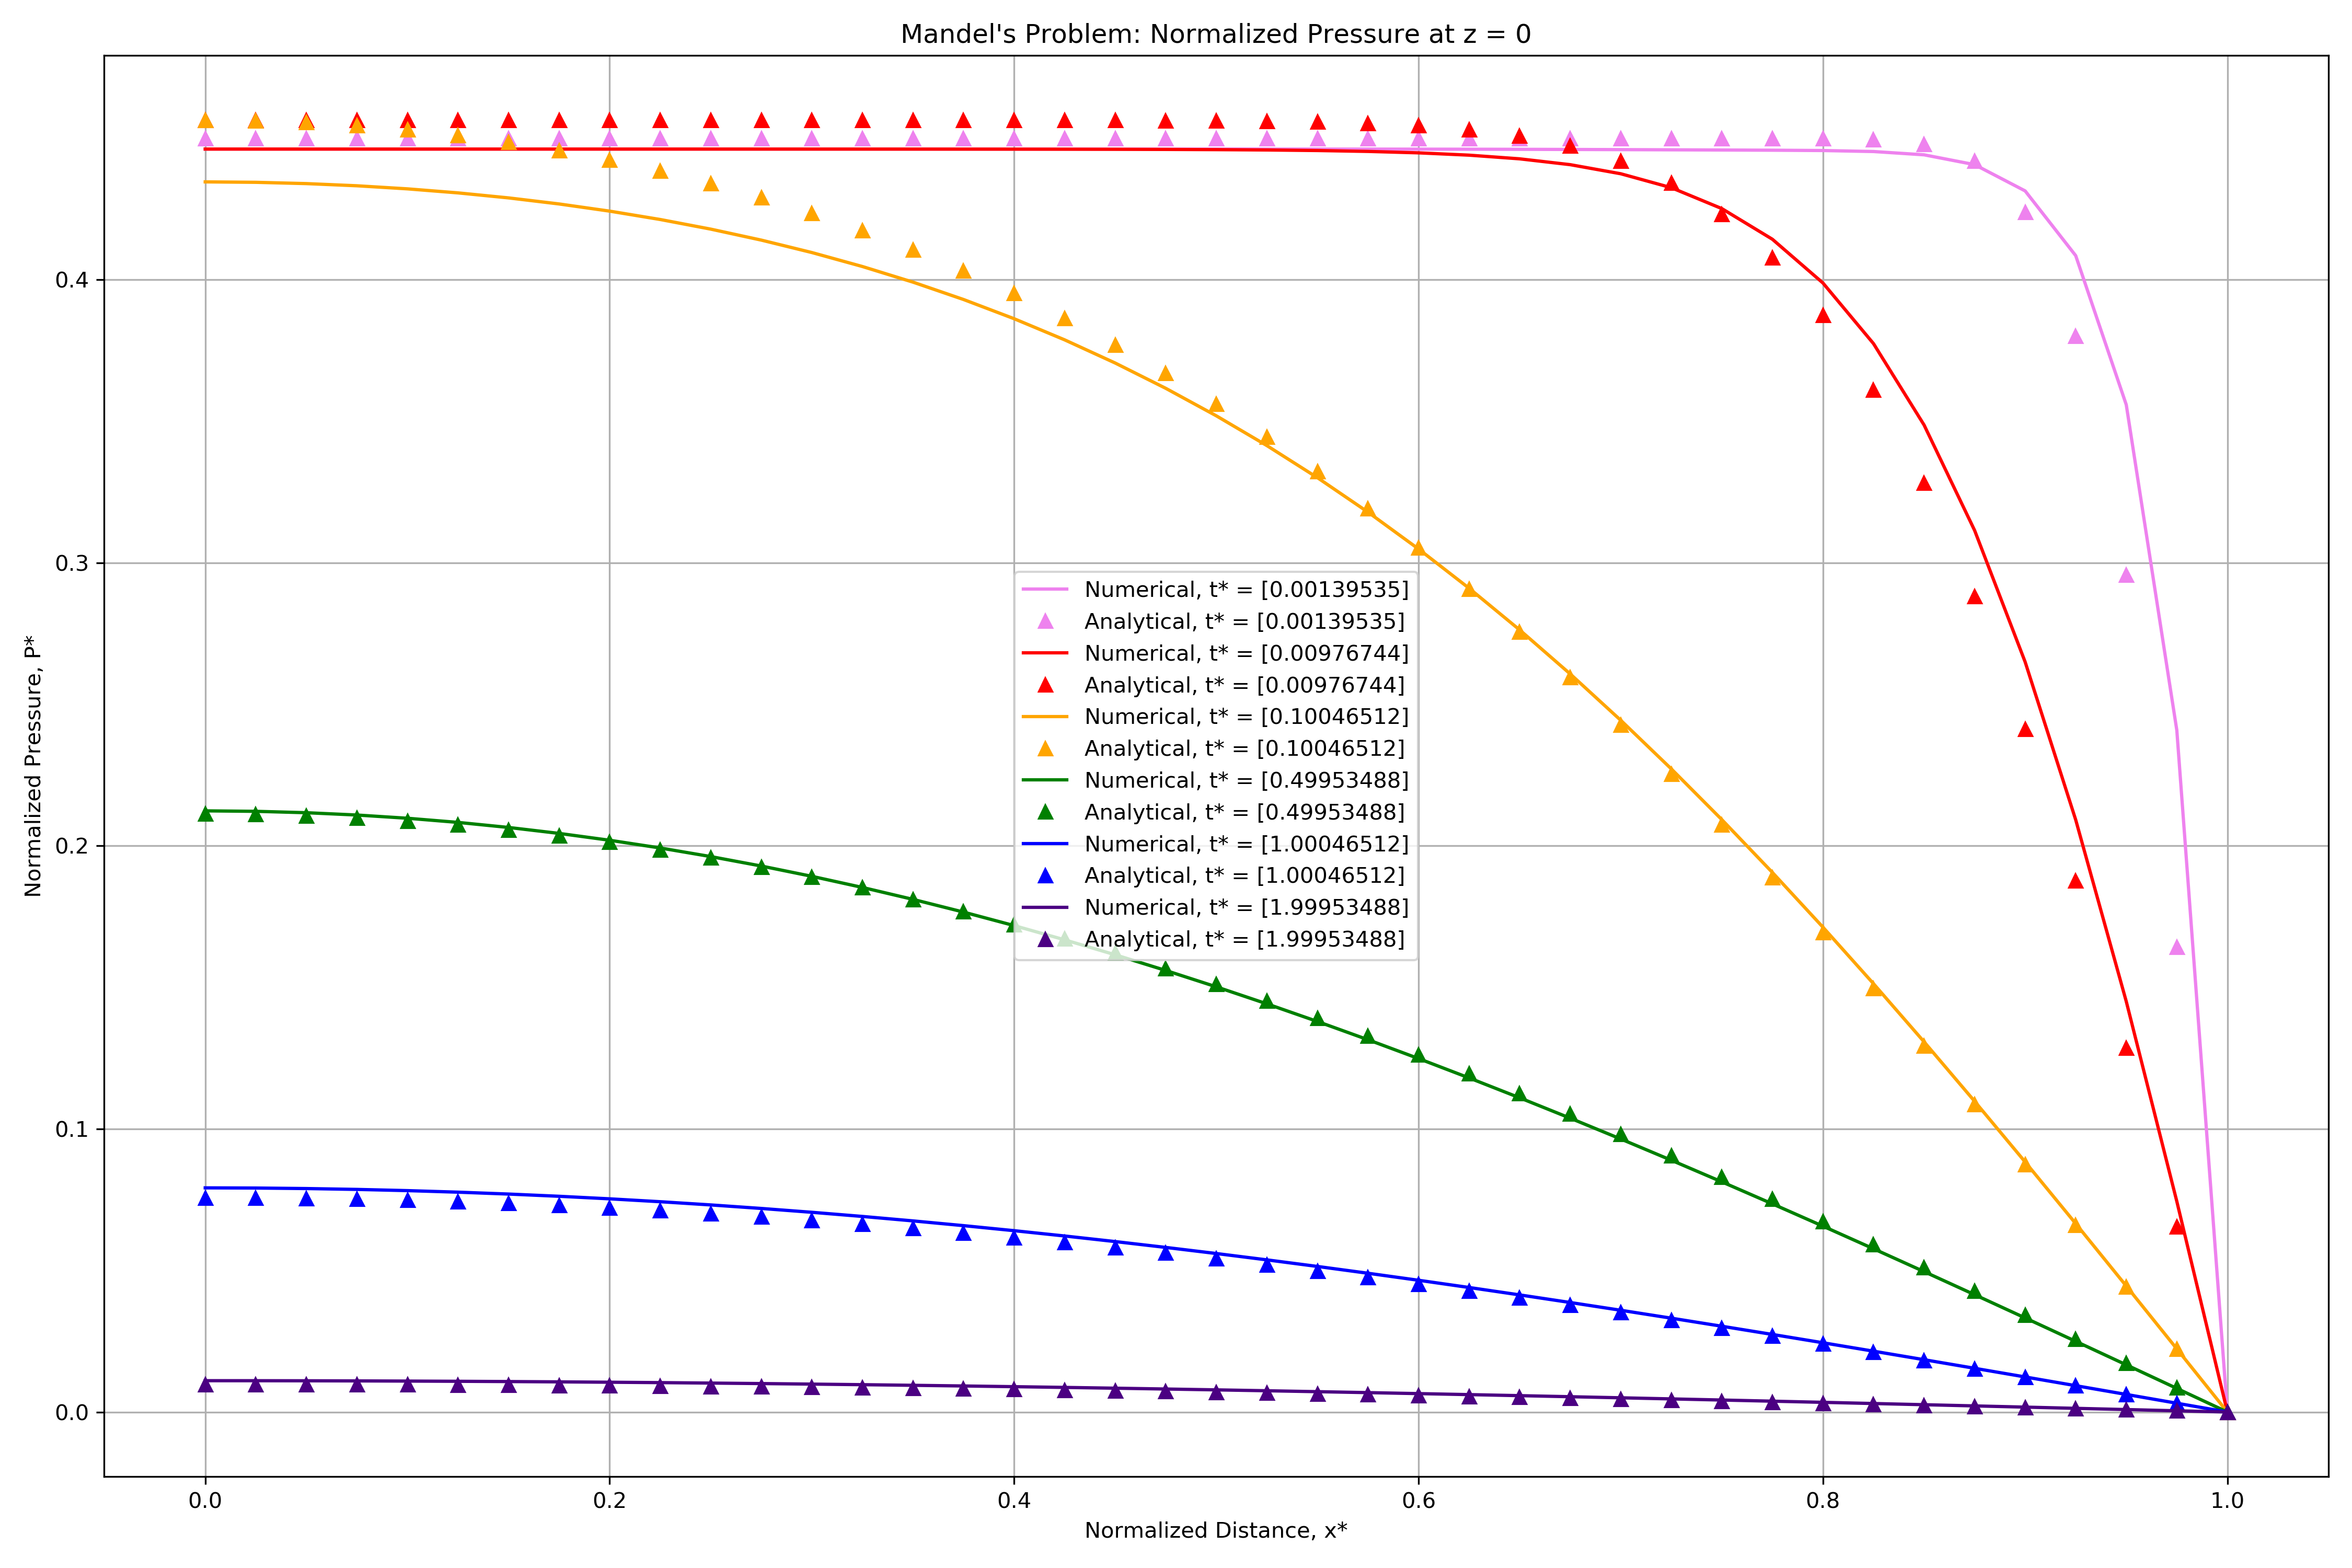 Mandel's Problem: Normalized Pressure at z = 0
Normalized Pressure, P*
0.4
0.3
0.2
0.1
0.0
Numerical, t* = [0.00139535]
Analytical, t* = [0.00139535]
Numerical, t* = [0.00976744]
Analytical, t* = [0.00976744]
Numerical, t* = [0.10046512]
Analytical, t* = [0.10046512]
Numerical, t* = [0.49953488]
Analytical, t* = [0.49953488]
Numerical, t* = [1.00046512]
Analytical, t* = [1.00046512]
Numerical, t* = [1.99953488]
Analytical, t* = [1.99953488]
0.0 0.2 0.4 0.6 0.8 1.0
Normalized Distance, x*